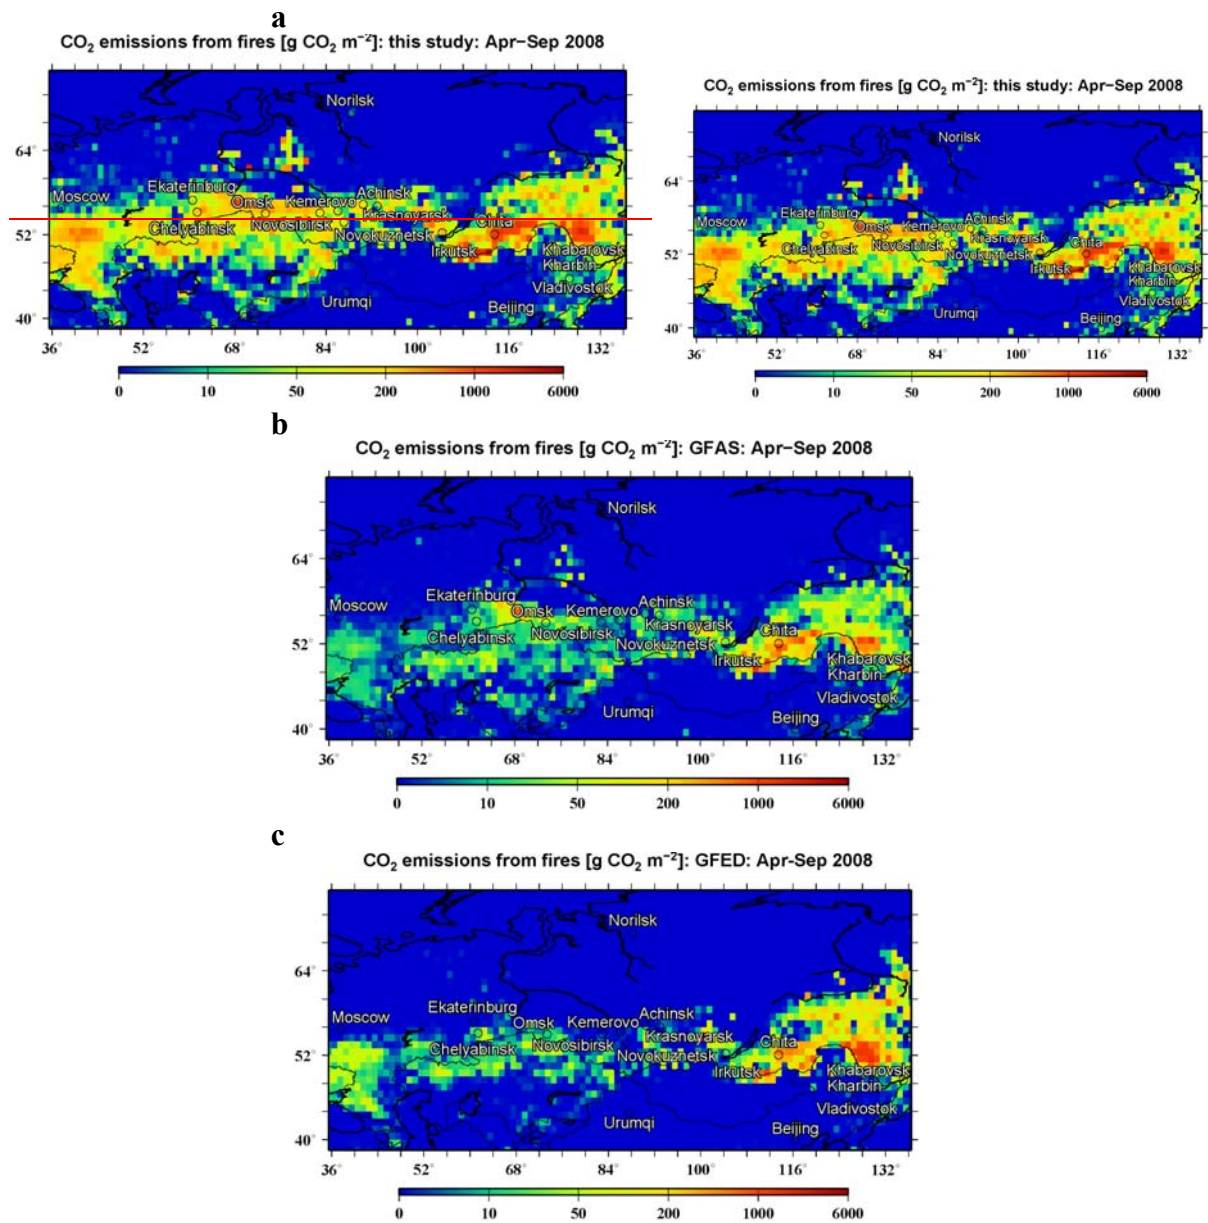 a
CO₂ emissions from fires [g CO₂ m⁻²]: this study: Apr−Sep 2008
Norilsk
64°
Ekaterinburg
Achinsk
Moscow
Omsk
Kemerovo
Krasnoyarsk
Chita
Chelyabinsk
Novosibirsk
52°
Novokuznetsk
Irkutsk
Khabarovsk
Kharbin
Urumqi
Vladivostok
Beijing
40°
36° 52° 68° 84° 100° 116° 132°
0 10 50 200 1000 6000
CO₂ emissions from fires [g CO₂ m⁻²]: this study: Apr−Sep 2008
Norilsk
64°
Ekaterinburg
Achinsk
Moscow
Omsk
Kemerovo
Krasnoyarsk
Chita
Chelyabinsk
Novosibirsk
52°
Novokuznetsk
Irkutsk
Khabarovsk
Kharbin
Urumqi
Vladivostok
Beijing
40°
36° 52° 68° 84° 100° 116° 132°
0 10 50 200 1000 6000
b
CO₂ emissions from fires [g CO₂ m⁻²]: GFAS: Apr−Sep 2008
Norilsk
64°
Ekaterinburg
Achinsk
Moscow
Omsk
Kemerovo
Krasnoyarsk
Chita
Chelyabinsk
Novosibirsk
52°
Novokuznetsk
Irkutsk
Khabarovsk
Kharbin
Urumqi
Vladivostok
Beijing
40°
36° 52° 68° 84° 100° 116° 132°
0 10 50 200 1000 6000
c
CO₂ emissions from fires [g CO₂ m⁻²]: GFED: Apr-Sep 2008
Norilsk
64°
Ekaterinburg
Achinsk
Moscow
Omsk
Kemerovo
Krasnoyarsk
Chita
Chelyabinsk
Novosibirsk
52°
Novokuznetsk
Irkutsk
Khabarovsk
Kharbin
Urumqi
Vladivostok
Beijing
40°
36° 52° 68° 84° 100° 116° 132°
0 10 50 200 1000 6000